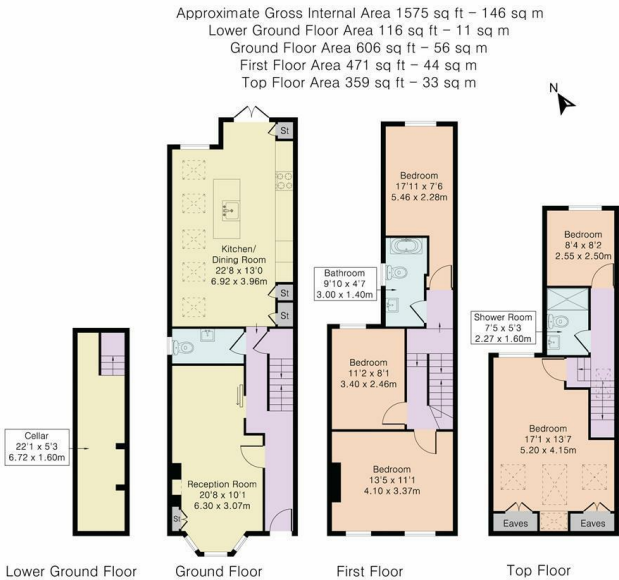 Approximate Gross Internal Area 1575 sq ft - 146 sq m
Lower Ground Floor Area 116 sq ft - 11 sq m
Ground Floor Area 606 sq ft - 56 sq m
First Floor Area 471 sq ft - 44 sq m
Top Floor Area 359 sq ft - 33 sq m
N
Cellar
22'1 x 5'3
6.72 x 1.60m
Lower Ground Floor
St
Kitchen/
Dining Room
22'8 x 13'0
6.92 x 3.96m
St
St
Reception Room
20'8 x 10'1
6.30 x 3.07m
St
Ground Floor
Bedroom
17'11 x 7'6
5.46 x 2.28m
Bathroom
9'10 x 4'7
3.00 x 1.40m
Bedroom
11'2 x 8'1
3.40 x 2.46m
Bedroom
13'5 x 11'1
4.10 x 3.37m
First Floor
Bedroom
8'4 x 8'2
2.55 x 2.50m
Shower Room
7'5 x 5'3
2.27 x 1.60m
Bedroom
17'1 x 13'7
5.20 x 4.15m
Eaves
Eaves
Top Floor